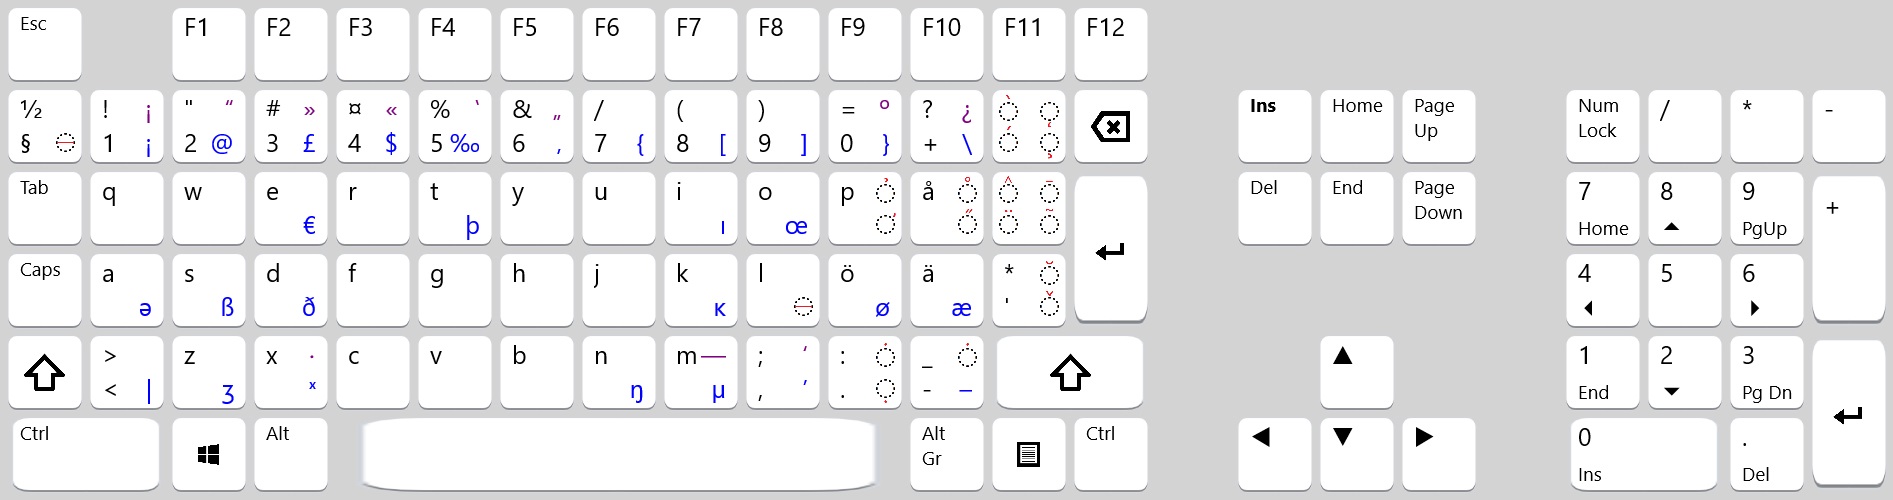 Esc F1 F2 F3 F4 F5 F6 F7 F8 F9 F10 F11 F12
½ ! ¡ " “ # » ¤ « % ‛ & „ / ( ) = º ? ¿ ◌̀ ◌̨ Ins Home Page Up Num Lock / * -
§ 1 ¡ 2 @ 3 £ 4 $ 5 ‰ 6 ‚ 7 { 8 [ 9 ] 0 } + \ ◌́ ◌̧
Tab q w e r t y u i o p å ◌̊ ◌̂ ◌̄ Del End Page Down 7 8 9 +
€ þ ı œ ◌̋ ◌̈ ◌̃ Home PgUp
Caps a s d f g h j k l ö ä * ◌̆ 4 5 6
ə ß ð ĸ ø æ ' ◌̌
> z x · c v b n m — ; ‘ : _ 1 2 3
< | ʒ ˣ ŋ µ , ’ . ◌̣ - – End Pg Dn
Ctrl Alt Alt Gr Ctrl 0 .
Ins Del